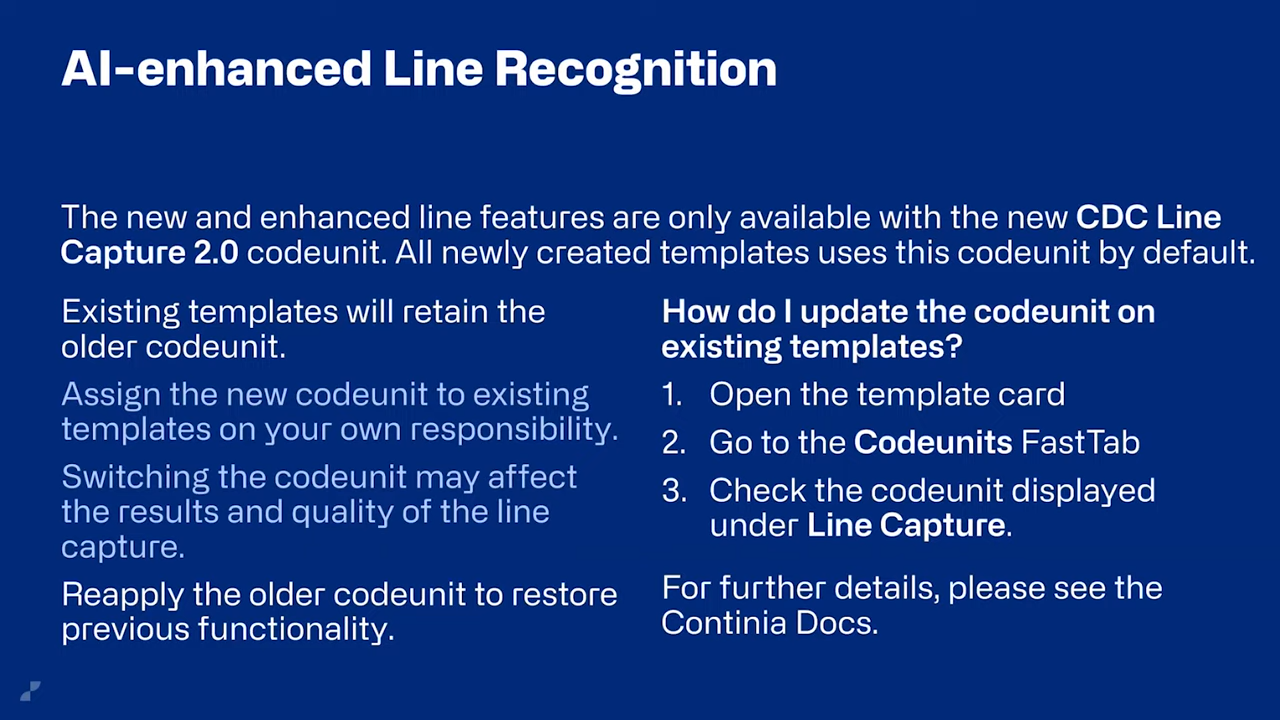 AI-enhanced Line Recognition
The new and enhanced line features are only available with the new CDC Line
Capture 2.0 codeunit. All newly created templates uses this codeunit by default.
Existing templates will retain the
older codeunit.
Assign the new codeunit to existing
templates on your own responsibility.
Switching the codeunit may affect
the results and quality of the line
capture.
Reapply the older codeunit to restore
previous functionality.
How do I update the codeunit on
existing templates?
1. Open the template card
2. Go to the Codeunits FastTab
3. Check the codeunit displayed
under Line Capture.
For further details, please see the
Continia Docs.